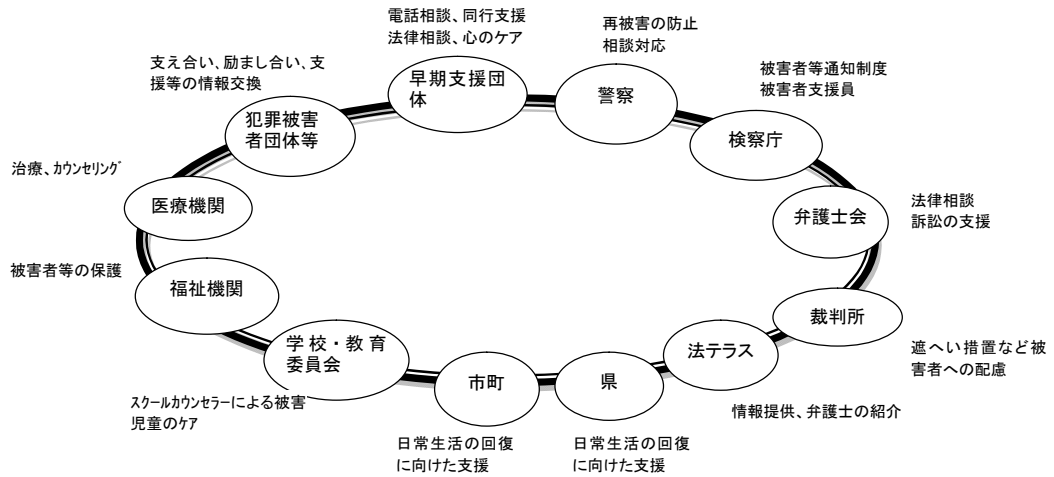 電話相談、同行支援
法律相談、心のケア
早期支援団
体
再被害の防止
相談対応
警察
被害者等通知制度
被害者支援員
検察庁
法律相談
訴訟の支援
弁護士会
裁判所
遮へい措置など被
害者への配慮
法テラス
情報提供、弁護士の紹介
県
日常生活の回復
に向けた支援
市町
日常生活の回復
に向けた支援
学校・教育
委員会
ｽｸｰﾙｶｳﾝｾﾗｰによる被害
児童のケア
福祉機関
被害者等の保護
医療機関
治療、ｶｳﾝｾﾘﾝｸﾞ
犯罪被害
者団体等
支え合い、励まし合い、支
援等の情報交換